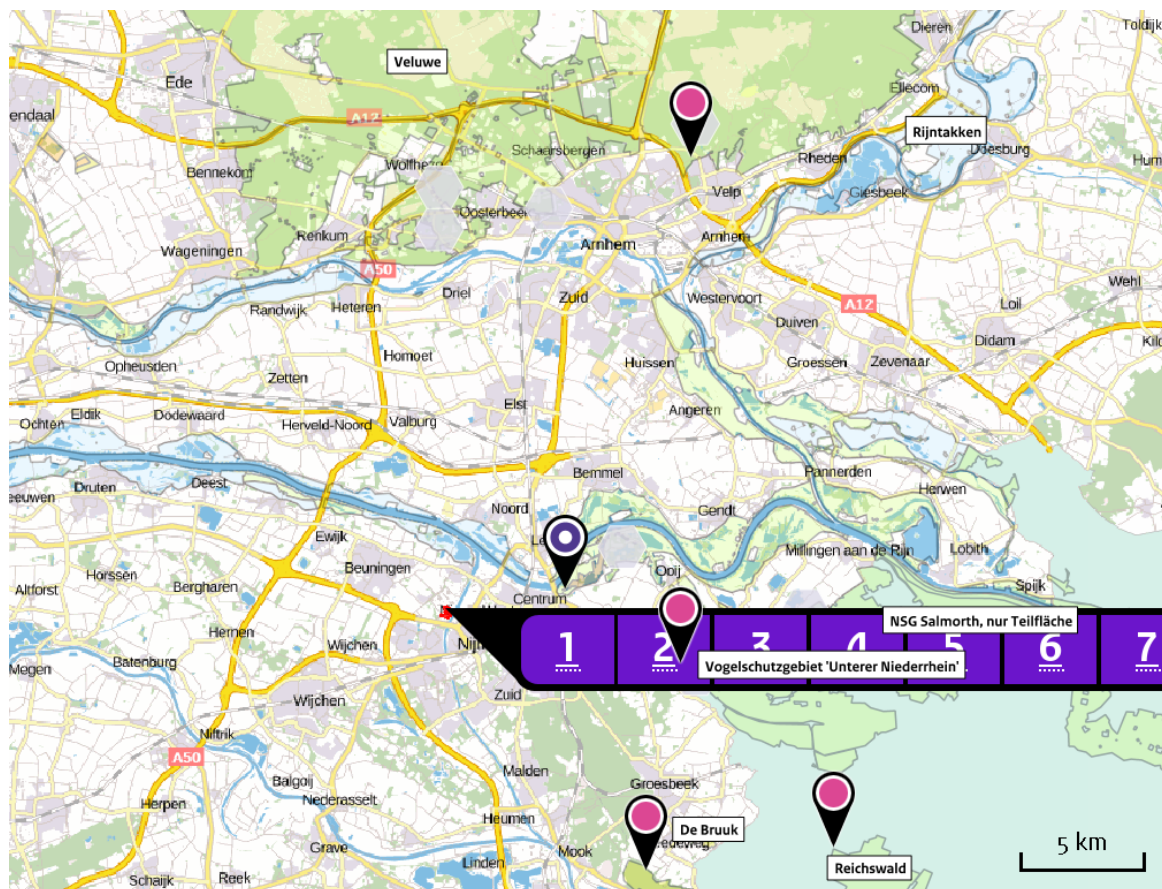 Dieren
Toldijk
Veluwe
Ede
Ellecom
endaal
A12
Rijntakken
Schaarsbergen
Doesburg
Rheden
Wolfheze
Bennekom
Velp
Giesbeek
Oosterbeek
Renkum
Arnhem
Arnhem
Wageningen
A50
Wehl
Driel
Zuid
Westervoort
A12
Loil
Randwijk
Heteren
Duiven
Didam
Homoet
Huissen
Groessen
Zevenaar
Opheusden
Zetten
Elst
Angeren
Ochten
Eldik
Dodewaard
Herveld-Noord
Valburg
Bemmel
Pannerden
Druten
Deest
eeuwen
Herwen
Noord
Gendt
Ewijk
Le
Millingen aan de Rijn
Lobith
Horssen
Beuningen
Ooij
Altforst
Bergharen
Centrum
Spijk
NSG Salmorth, nur Teilfläche
Hernen
Wijchen
Nijm
1 2 3 4 5 6 7
Vogelschutzgebiet 'Unterer Niederrhein'
Batenburg
Megen
Wijchen
Zuid
Niftrik
A50
Malden
Balgoij
Groesbeek
Herpen
Nederasselt
Heumen
De Bruuk
Grave
Mook
Linden
Reichswald
5 km
Schaijk
Reek